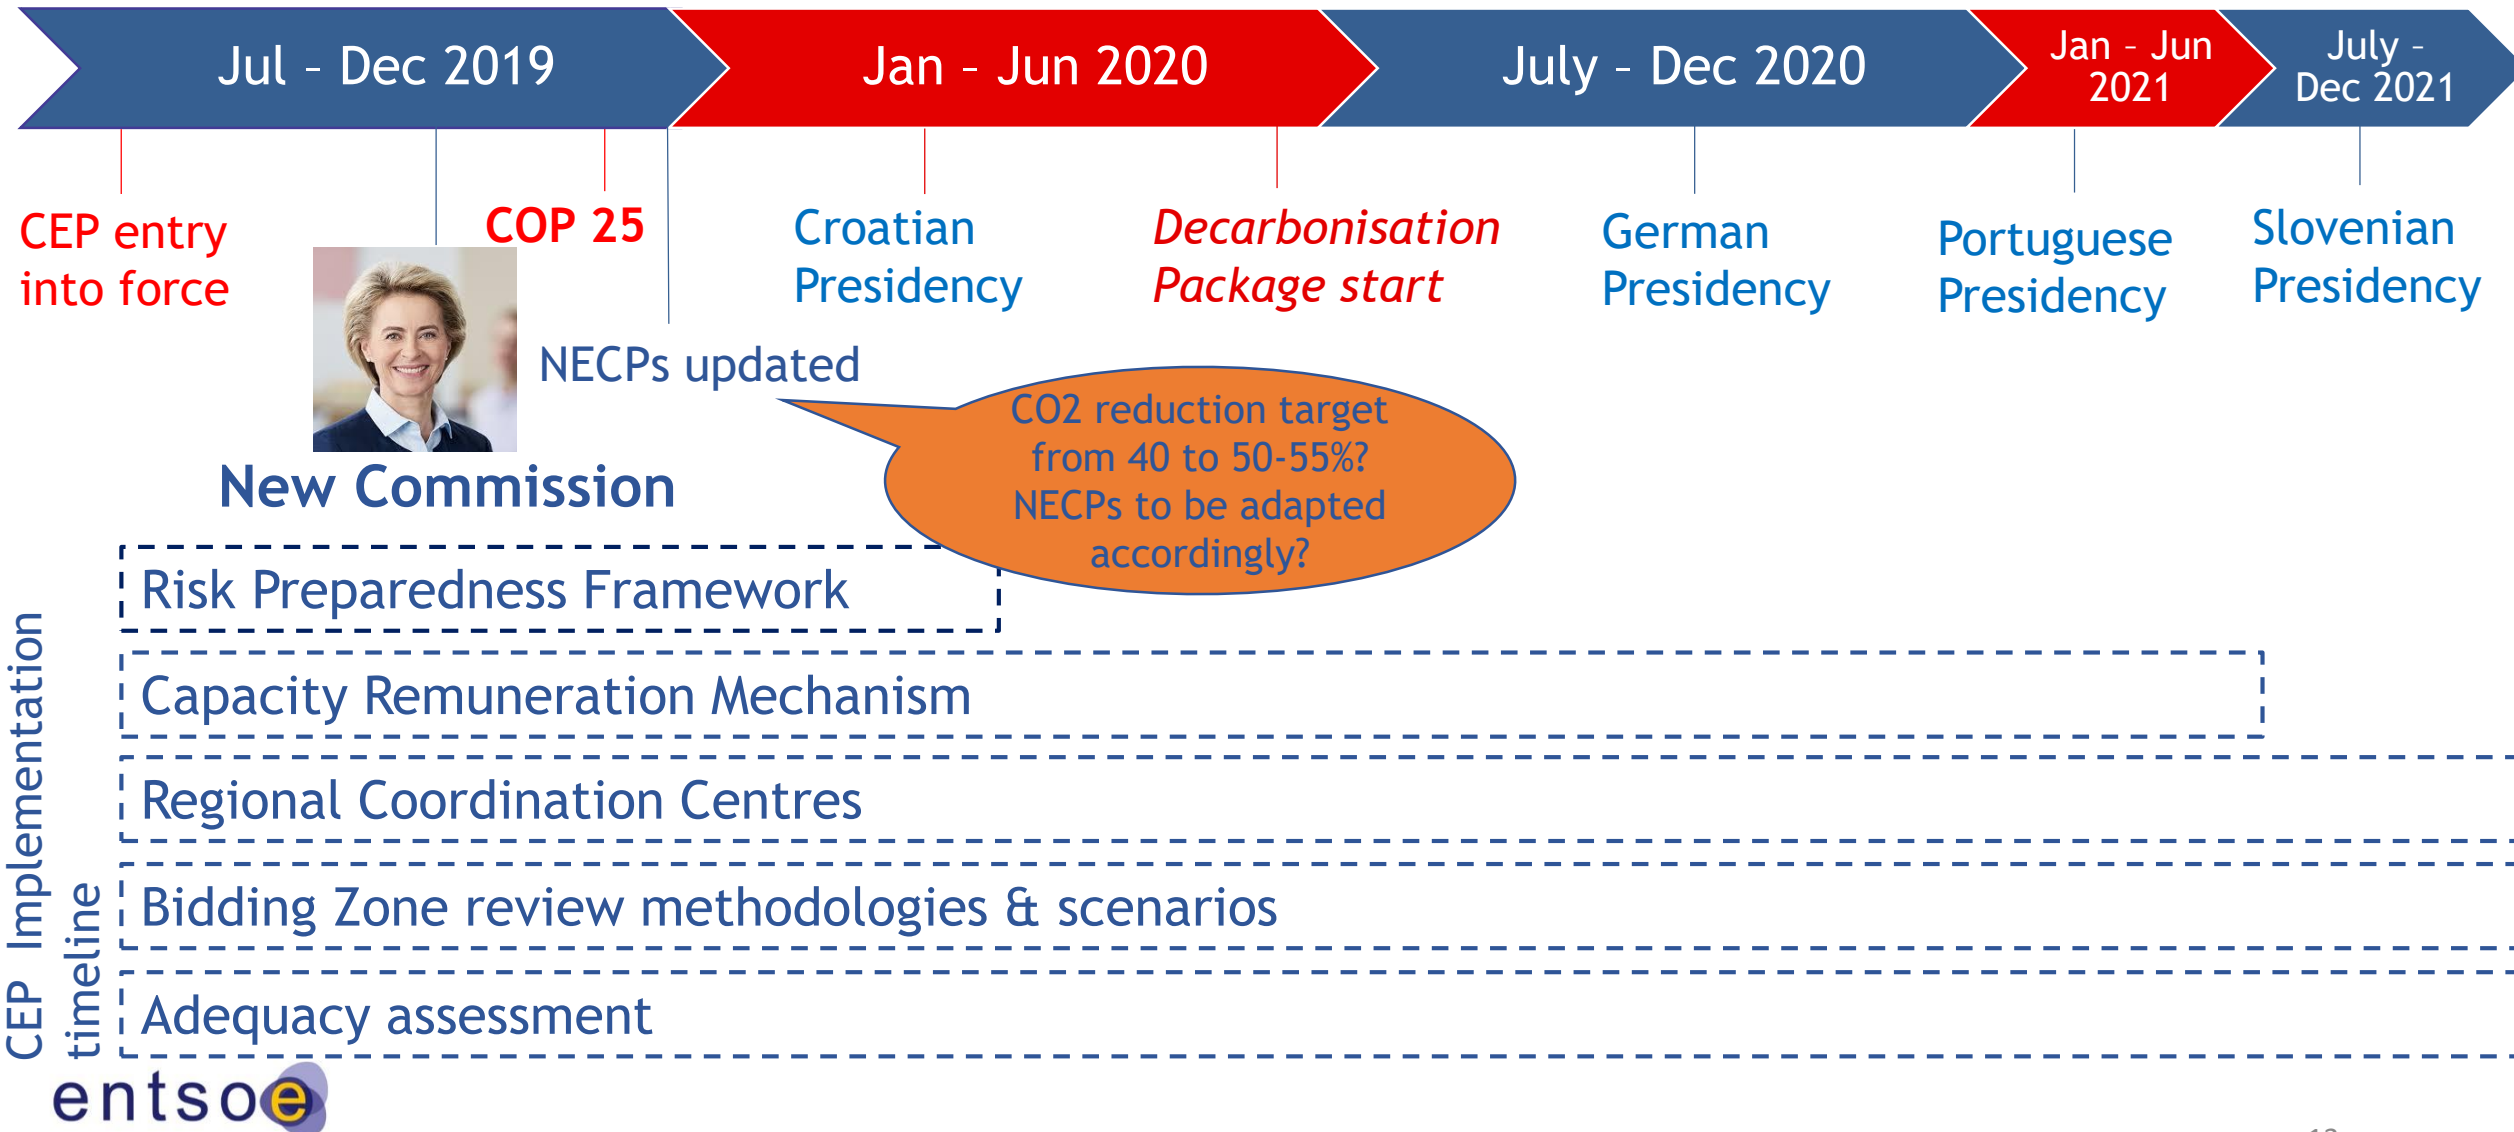 Jul – Dec 2019
Jan – Jun 2020
July – Dec 2020
Jan – Jun
2021
July –
Dec 2021
CEP entry
into force
COP 25
Croatian
Presidency
Decarbonisation
Package start
German
Presidency
Portuguese
Presidency
Slovenian
Presidency
NECPs updated
New Commission
CO2 reduction target
from 40 to 50-55%?
NECPs to be adapted
accordingly?
CEP Implementation
timeline
Risk Preparedness Framework
Capacity Remuneration Mechanism
Regional Coordination Centres
Bidding Zone review methodologies & scenarios
Adequacy assessment
entsoe